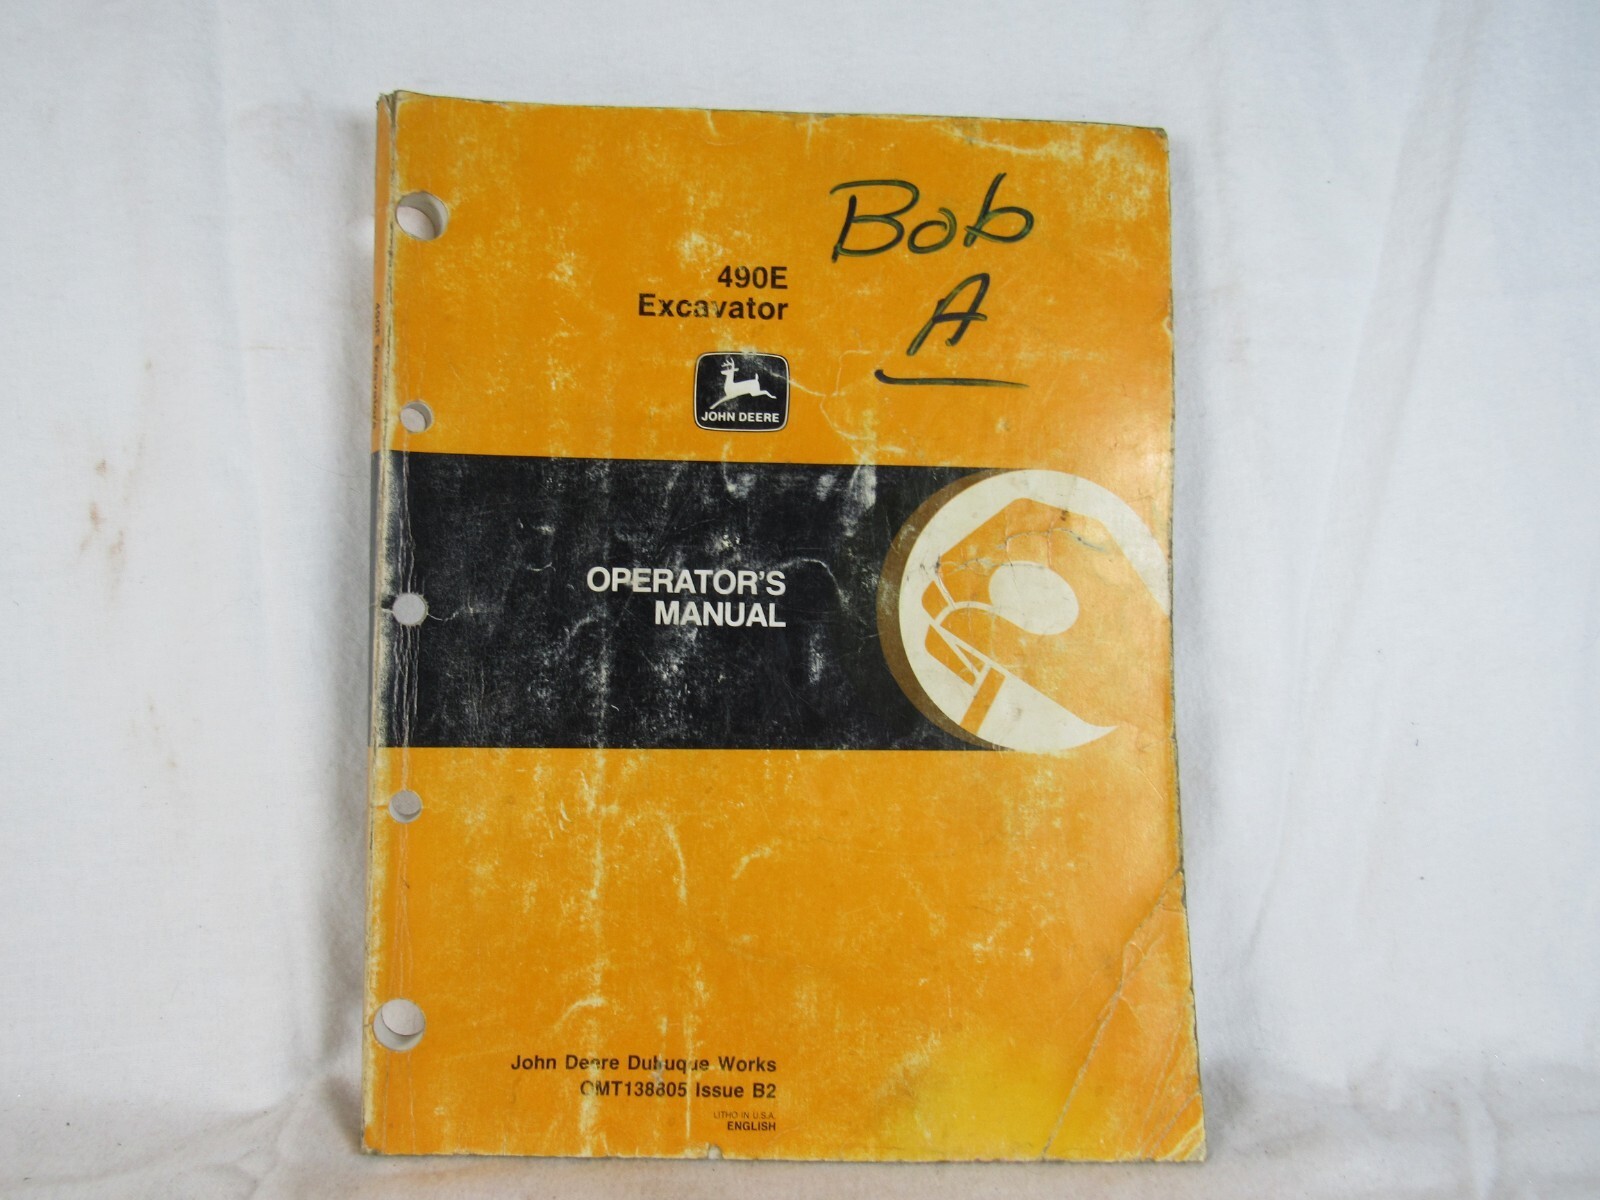 Bob
A
490E
Excavator
JOHN DEERE
OPERATOR'S
MANUAL
John Deere Dubuque Works
OMT138805 Issue B2
LITHO IN U.S.A.
ENGLISH